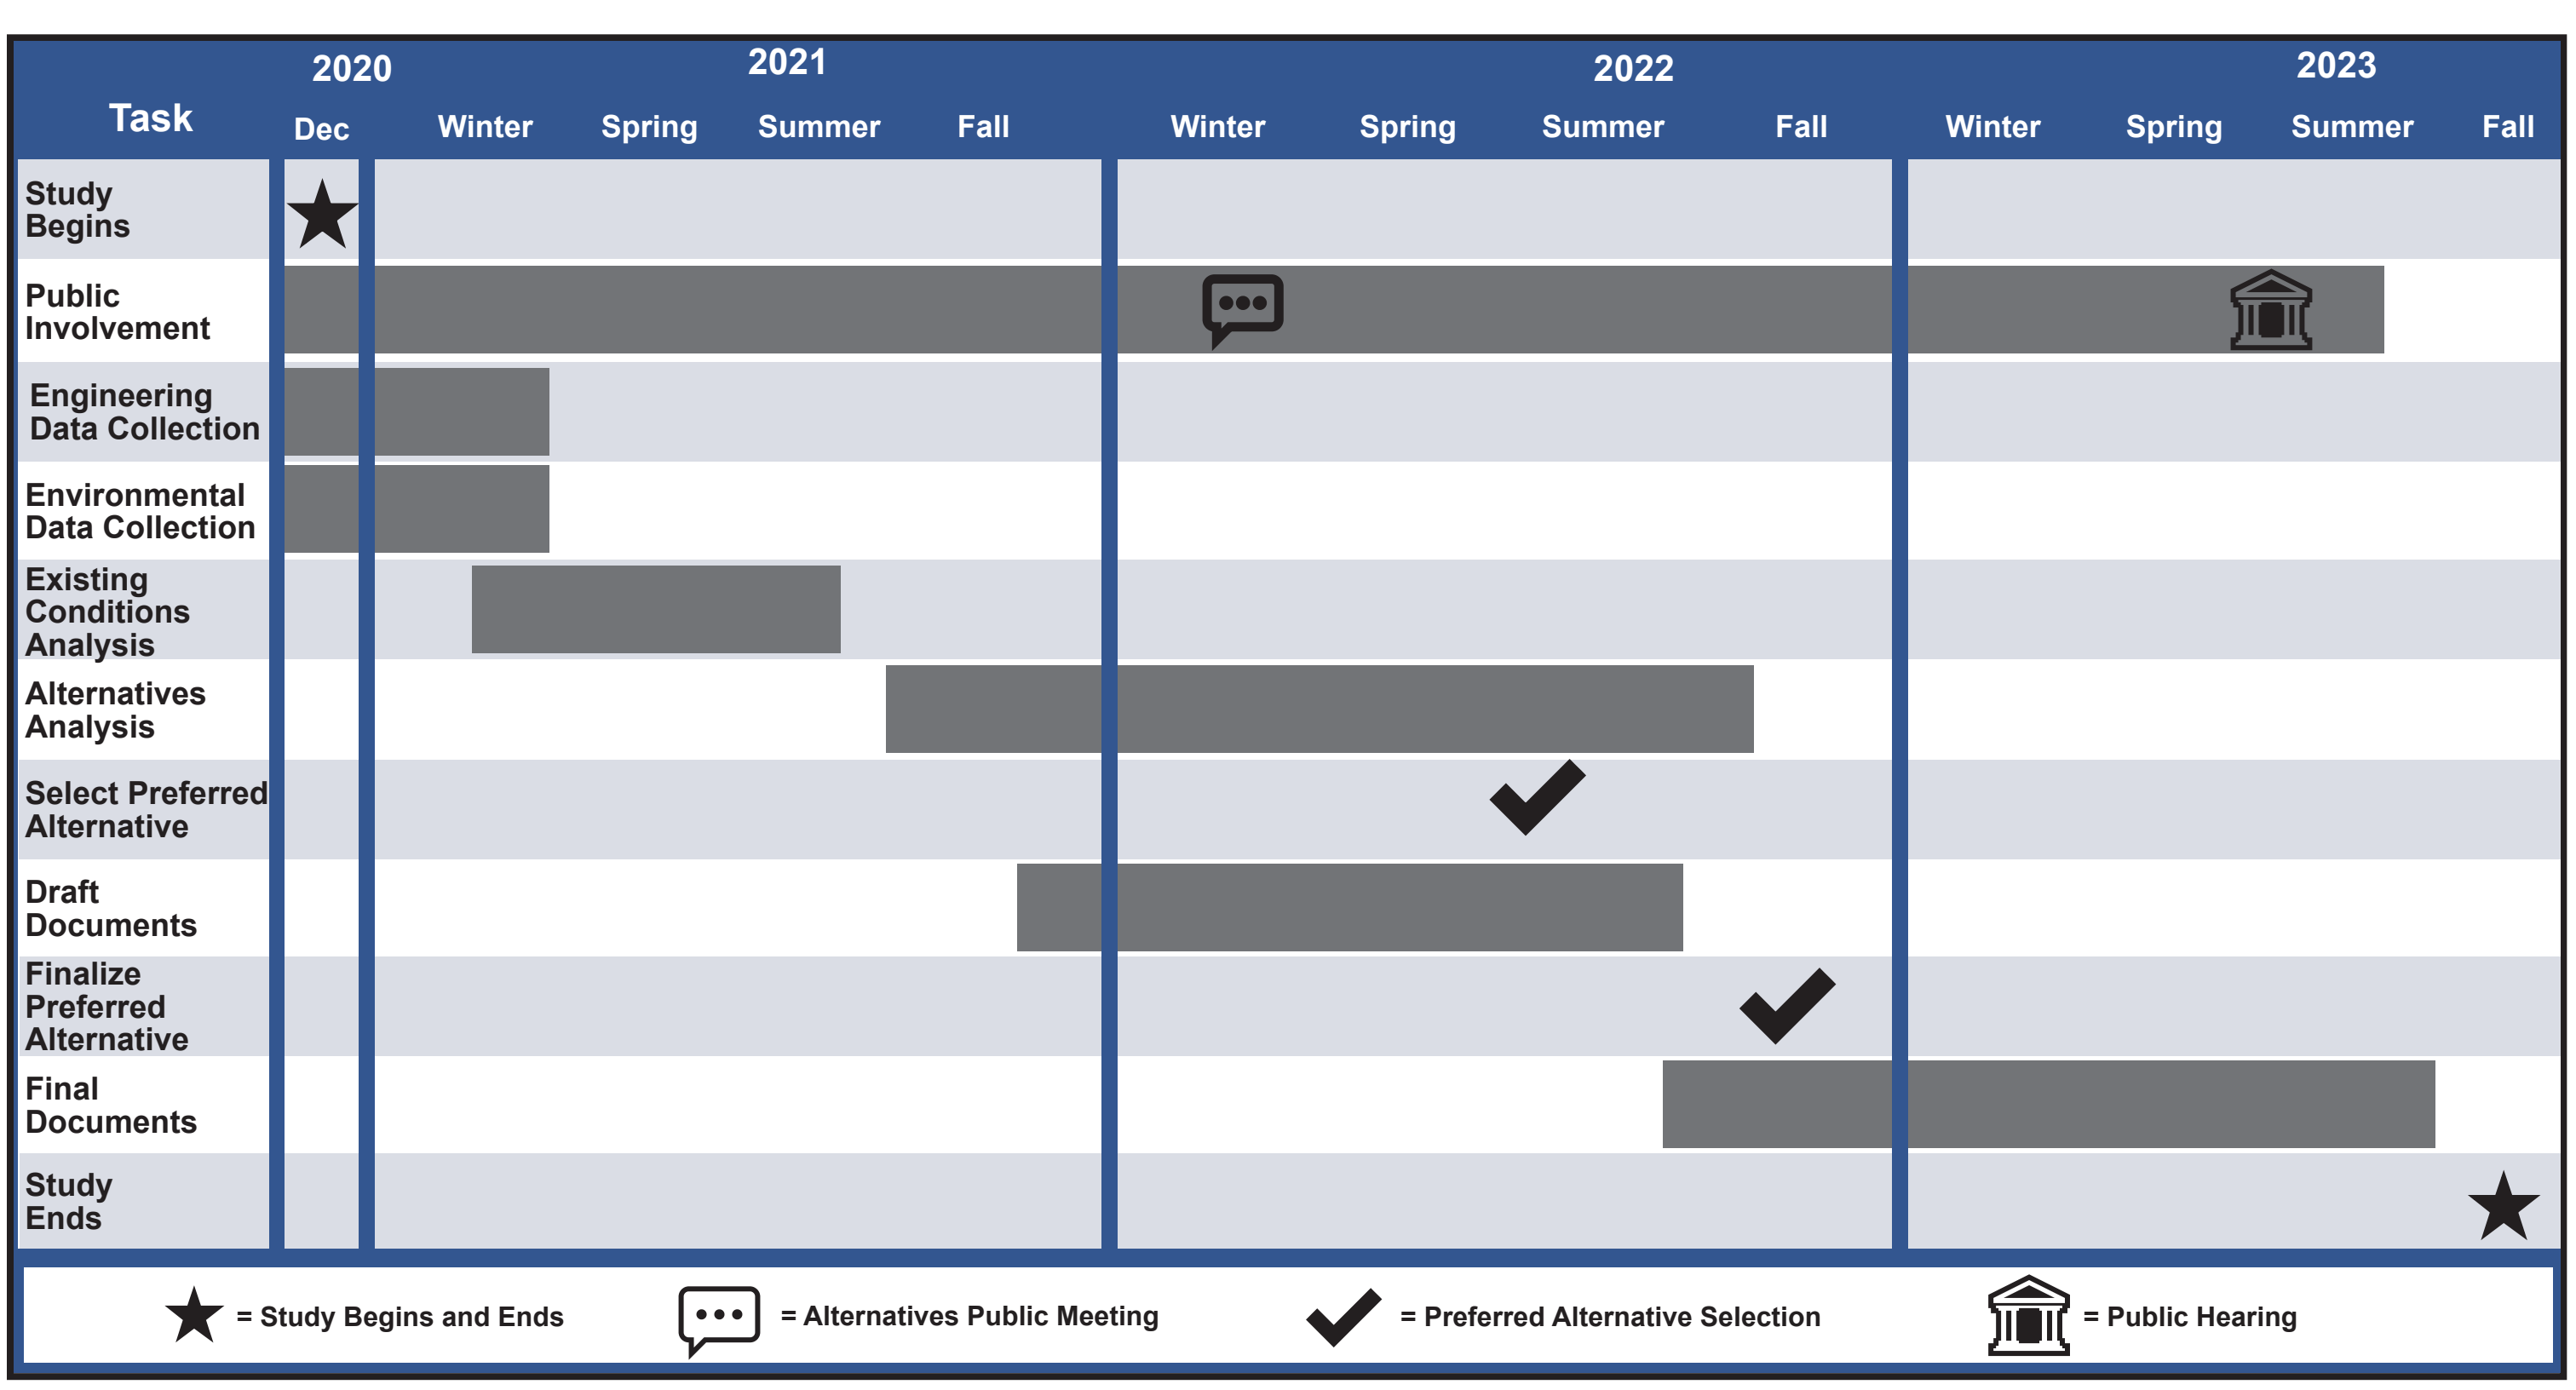 2020 2021 2022 2023
Task Dec Winter Spring Summer Fall Winter Spring Summer Fall Winter Spring Summer Fall
Study
Begins
Public
Involvement
Engineering
Data Collection
Environmental
Data Collection
Existing
Conditions
Analysis
Alternatives
Analysis
Select Preferred
Alternative
Draft
Documents
Finalize
Preferred
Alternative
Final
Documents
Study
Ends
= Study Begins and Ends = Alternatives Public Meeting = Preferred Alternative Selection = Public Hearing